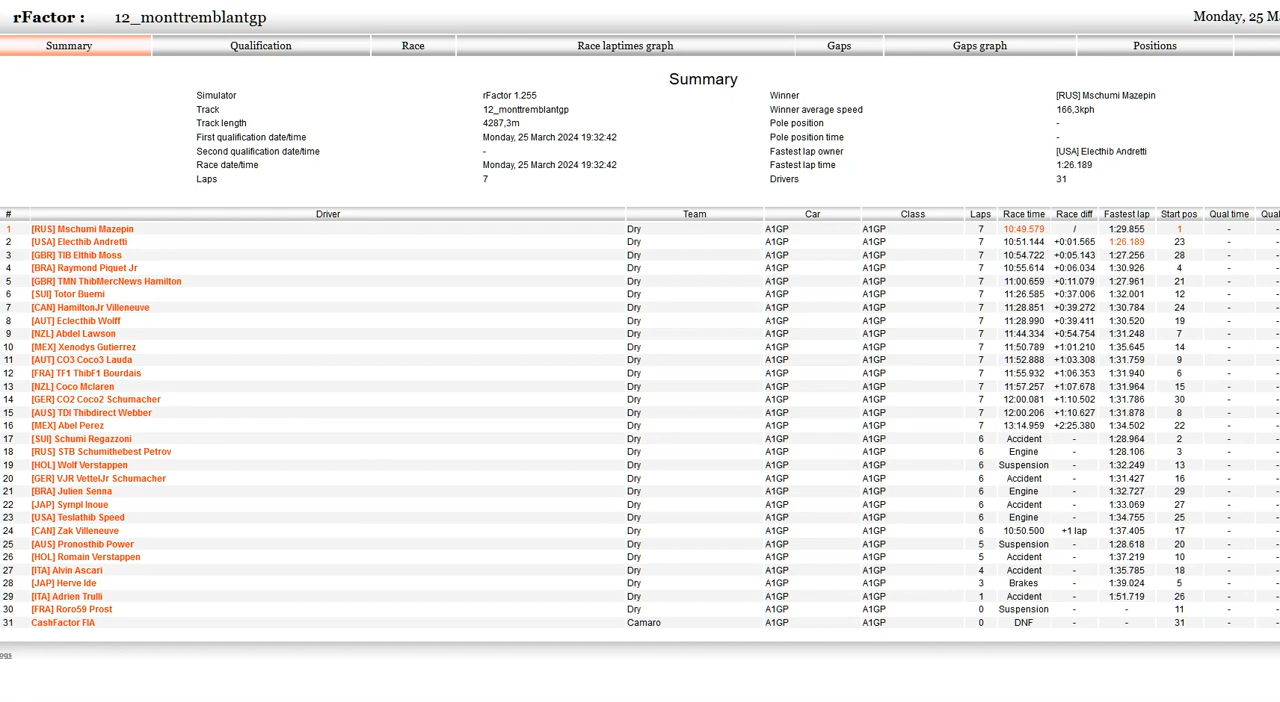 rFactor : 12_monttremblantgp Monday, 25 M
Summary Qualification Race Race laptimes graph Gaps Gaps graph Positions
Summary
Simulator rFactor 1.255 Winner [RUS] Mschumi Mazepin
Track 12_monttremblantgp Winner average speed 166,3kph
Track length 4287,3m Pole position -
First qualification date/time Monday, 25 March 2024 19:32:42 Pole position time -
Second qualification date/time - Fastest lap owner [USA] Electhib Andretti
Race date/time Monday, 25 March 2024 19:32:42 Fastest lap time 1:26.189
Laps 7 Drivers 31
# Driver Team Car Class Laps Race time Race diff Fastest lap Start pos Qual time Qual
1 [RUS] Mschumi Mazepin Dry A1GP A1GP 7 10:49.579 / 1:29.855 1 - -
2 [USA] Electhib Andretti Dry A1GP A1GP 7 10:51.144 +0:01.565 1:26.189 23 - -
3 [GBR] TIB Elthib Moss Dry A1GP A1GP 7 10:54.722 +0:05.143 1:27.256 28 - -
4 [BRA] Raymond Piquet Jr Dry A1GP A1GP 7 10:55.614 +0:06.034 1:30.926 4 - -
5 [GBR] TMN ThibMercNews Hamilton Dry A1GP A1GP 7 11:00.659 +0:11.079 1:27.961 21 - -
6 [SUI] Totor Buemi Dry A1GP A1GP 7 11:26.585 +0:37.006 1:32.001 12 - -
7 [CAN] HamiltonJr Villeneuve Dry A1GP A1GP 7 11:28.851 +0:39.272 1:30.784 24 - -
8 [AUT] Eclecthib Wolff Dry A1GP A1GP 7 11:28.990 +0:39.411 1:30.520 19 - -
9 [NZL] Abdel Lawson Dry A1GP A1GP 7 11:44.334 +0:54.754 1:31.248 7 - -
10 [MEX] Xenodys Gutierrez Dry A1GP A1GP 7 11:50.789 +1:01.210 1:35.645 14 - -
11 [AUT] CO3 Coco3 Lauda Dry A1GP A1GP 7 11:52.888 +1:03.308 1:31.759 9 - -
12 [FRA] TF1 ThibF1 Bourdais Dry A1GP A1GP 7 11:55.932 +1:06.353 1:31.940 6 - -
13 [NZL] Coco Mclaren Dry A1GP A1GP 7 11:57.257 +1:07.678 1:31.964 15 - -
14 [GER] CO2 Coco2 Schumacher Dry A1GP A1GP 7 12:00.081 +1:10.502 1:31.786 30 - -
15 [AUS] TDI Thibdirect Webber Dry A1GP A1GP 7 12:00.206 +1:10.627 1:31.878 8 - -
16 [MEX] Abel Perez Dry A1GP A1GP 7 13:14.959 +2:25.380 1:34.502 22 - -
17 [SUI] Schumi Regazzoni Dry A1GP A1GP 6 Accident - 1:28.964 2 - -
18 [RUS] STB Schumithebest Petrov Dry A1GP A1GP 6 Engine - 1:28.106 3 - -
19 [HOL] Wolf Verstappen Dry A1GP A1GP 6 Suspension - 1:32.249 13 - -
20 [GER] VJR VettelJr Schumacher Dry A1GP A1GP 6 Accident - 1:31.427 16 - -
21 [BRA] Julien Senna Dry A1GP A1GP 6 Engine - 1:32.727 29 - -
22 [JAP] Sympl Inoue Dry A1GP A1GP 6 Accident - 1:33.069 27 - -
23 [USA] Teslathib Speed Dry A1GP A1GP 6 Engine - 1:34.755 25 - -
24 [CAN] Zak Villeneuve Dry A1GP A1GP 6 10:50.500 +1 lap 1:37.405 17 - -
25 [AUS] Pronosthib Power Dry A1GP A1GP 5 Suspension - 1:28.618 20 - -
26 [HOL] Romain Verstappen Dry A1GP A1GP 5 Accident - 1:37.219 10 - -
27 [ITA] Alvin Ascari Dry A1GP A1GP 4 Accident - 1:35.785 18 - -
28 [JAP] Herve Ide Dry A1GP A1GP 3 Brakes - 1:39.024 5 - -
29 [ITA] Adrien Trulli Dry A1GP A1GP 1 Accident - 1:51.719 26 - -
30 [FRA] Roro59 Prost Dry A1GP A1GP 0 Suspension - - 11 - -
31 CashFactor FIA Camaro A1GP A1GP 0 DNF - - 31 - -
ogs